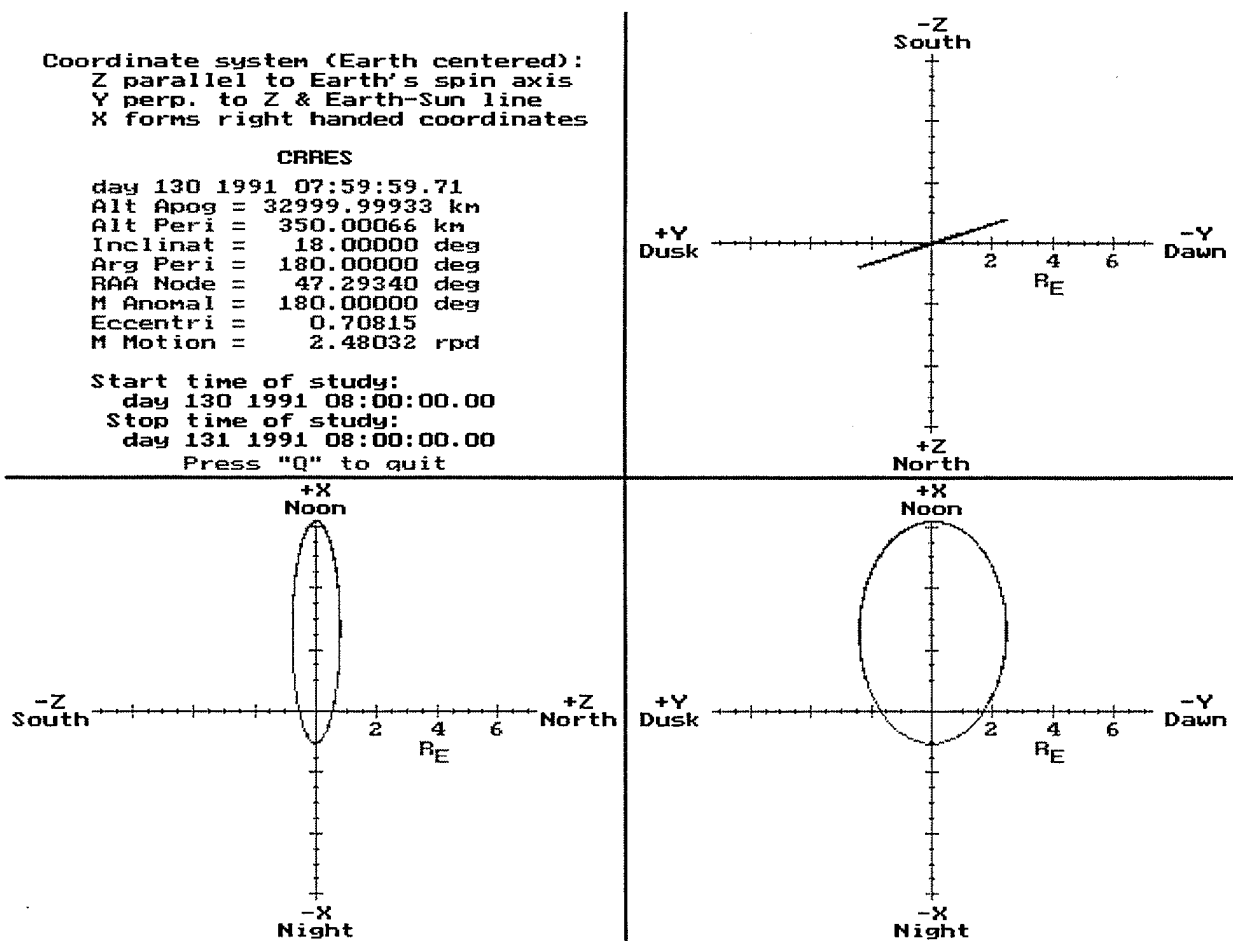 Coordinate system (Earth centered):
Z parallel to Earth's spin axis
Y perp. to Z & Earth-Sun line
X forms right handed coordinates
CRRES
day 130 1991 07:59:59.71
Alt Apog = 32999.99933 km
Alt Peri = 350.00066 km
Inclinat = 18.00000 deg
Arg Peri = 180.00000 deg
RAA Node = 47.29340 deg
M Anomal = 180.00000 deg
Eccentri = 0.70815
M Motion = 2.48032 rpd
Start time of study:
day 130 1991 08:00:00.00
Stop time of study:
day 131 1991 08:00:00.00
Press "Q" to quit
-Z
South
+Y
Dusk
-Y
Dawn
2 4 6
RE
+Z
North
+X
Noon
-Z
South
+Z
North
2 4 6
RE
-X
Night
+X
Noon
+Y
Dusk
-Y
Dawn
2 4 6
RE
-X
Night